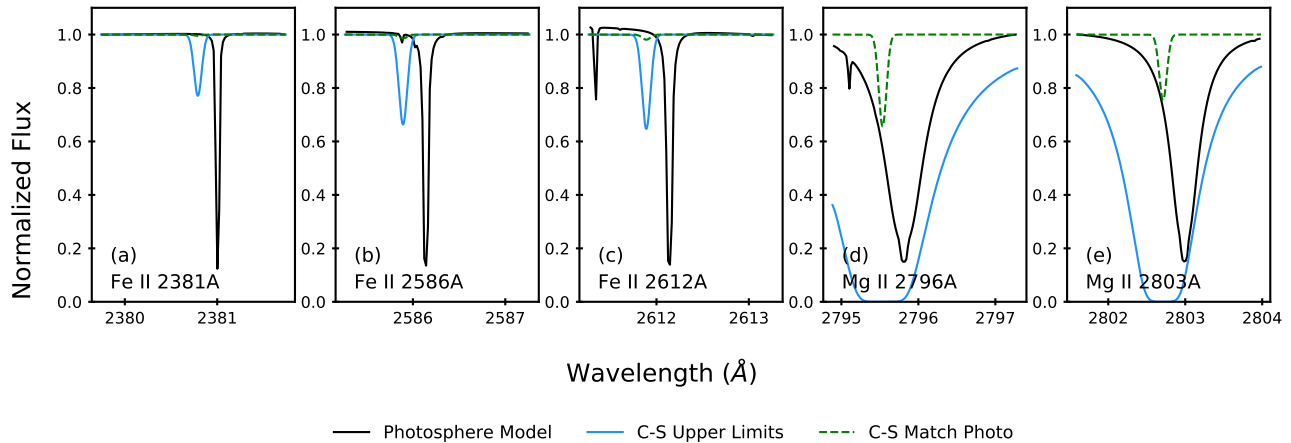 Normalized Flux
1.0
0.8
0.6
0.4
0.2
0.0
(a)
Fe II 2381A
2380 2381
1.0
0.8
0.6
0.4
0.2
0.0
(b)
Fe II 2586A
2586 2587
1.0
0.8
0.6
0.4
0.2
0.0
(c)
Fe II 2612A
2612 2613
1.0
0.8
0.6
0.4
0.2
0.0
(d)
Mg II 2796A
2795 2796 2797
1.0
0.8
0.6
0.4
0.2
0.0
(e)
Mg II 2803A
2802 2803 2804
Wavelength (Å)
Photosphere Model C-S Upper Limits C-S Match Photo